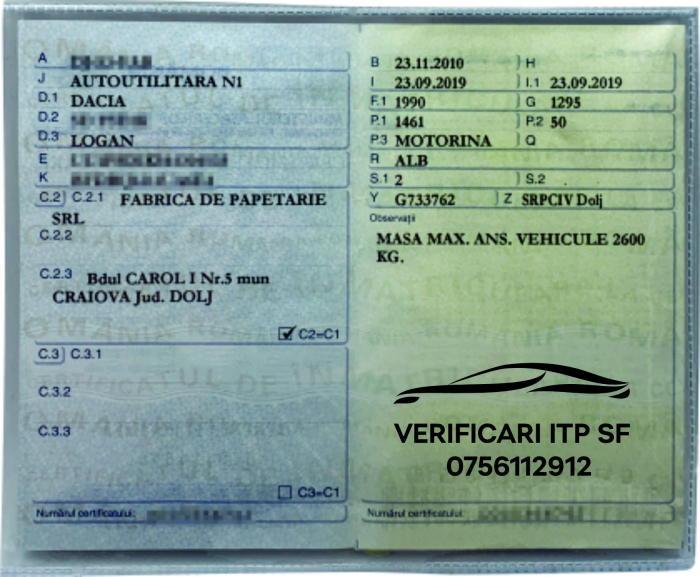 A
J AUTOUTILITARA N1
D.1 DACIA
D.2
D.3 LOGAN
E
K
C.2 C.2.1 FABRICA DE PAPETARIE
SRL
C.2.2
C.2.3 Bdul CAROL I Nr.5 mun
CRAIOVA Jud. DOLJ
C2=C1
C.3 C.3.1
C.3.2
C.3.3
C3=C1
Numărul certificatului:
B 23.11.2010 H
I 23.09.2019 I.1 23.09.2019
F.1 1990 G 1295
P.1 1461 P.2 50
P.3 MOTORINA Q
R ALB
S.1 2 S.2
Y G733762 Z SRPCIV Dolj
Observații
MASA MAX. ANS. VEHICULE 2600
KG.
VERIFICARI ITP SF
0756112912
Numărul certificatului: